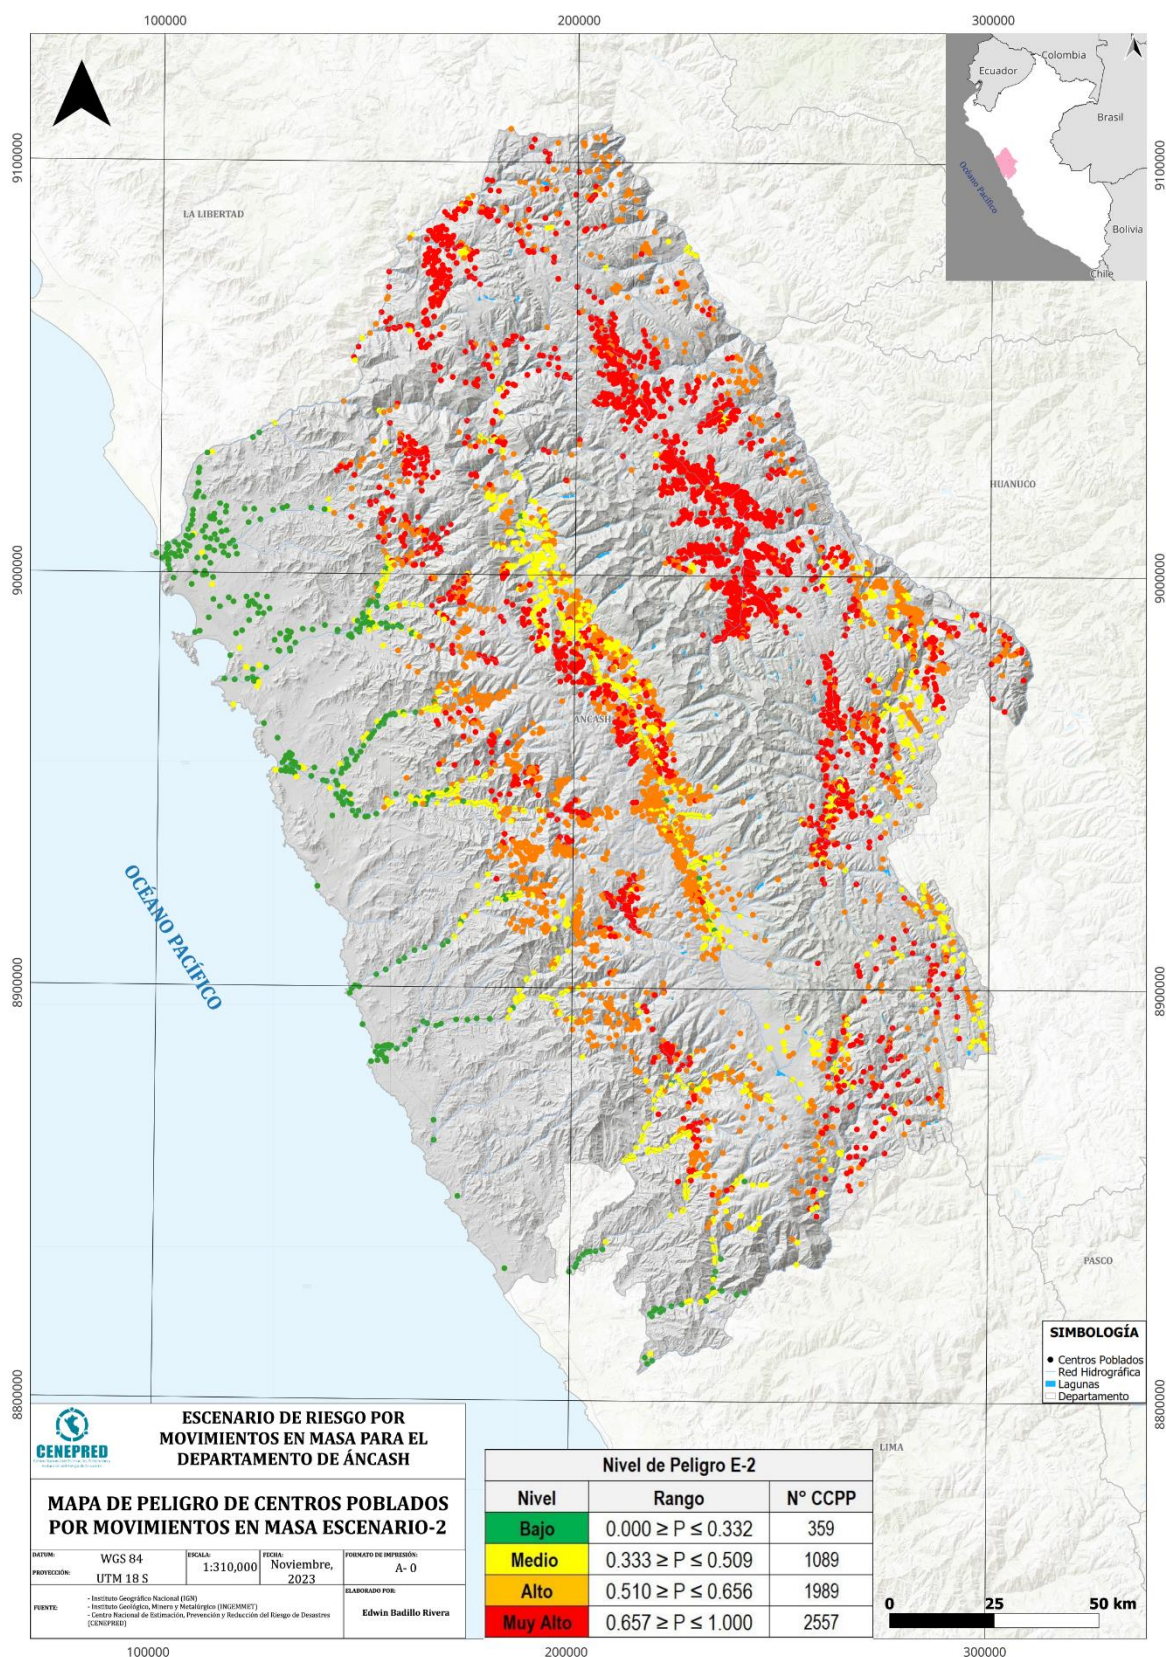 100000
200000
300000
9100000
9000000
8900000
8800000
9100000
9000000
8900000
8800000
Colombia
Ecuador
Brasil
Océano Pacífico
Bolivia
Chile
LA LIBERTAD
HUANUCO
ANCASH
OCÉANO PACÍFICO
PASCO
LIMA
SIMBOLOGÍA
Centros Poblados
Red Hidrográfica
Lagunas
Departamento
CENEPRED
ESCENARIO DE RIESGO POR
MOVIMIENTOS EN MASA PARA EL
DEPARTAMENTO DE ÁNCASH
MAPA DE PELIGRO DE CENTROS POBLADOS
POR MOVIMIENTOS EN MASA ESCENARIO-2
DATUM: WGS 84
PROYECCIÓN: UTM 18 S
ESCALA: 1:310,000
FECHA: Noviembre,
2023
FORMATO DE IMPRESIÓN:
A- 0
FUENTE:
- Instituto Geográfico Nacional (IGN)
- Instituto Geológico, Minero y Metalúrgico (INGEMMET)
- Centro Nacional de Estimación, Prevención y Reducción del Riesgo de Desastres
(CENEPRED)
ELABORADO POR:
Edwin Badillo Rivera
Nivel de Peligro E-2
Nivel Rango N° CCPP
Bajo 0.000 ≥ P ≤ 0.332 359
Medio 0.333 ≥ P ≤ 0.509 1089
Alto 0.510 ≥ P ≤ 0.656 1989
Muy Alto 0.657 ≥ P ≤ 1.000 2557
0 25 50 km
100000
200000
300000